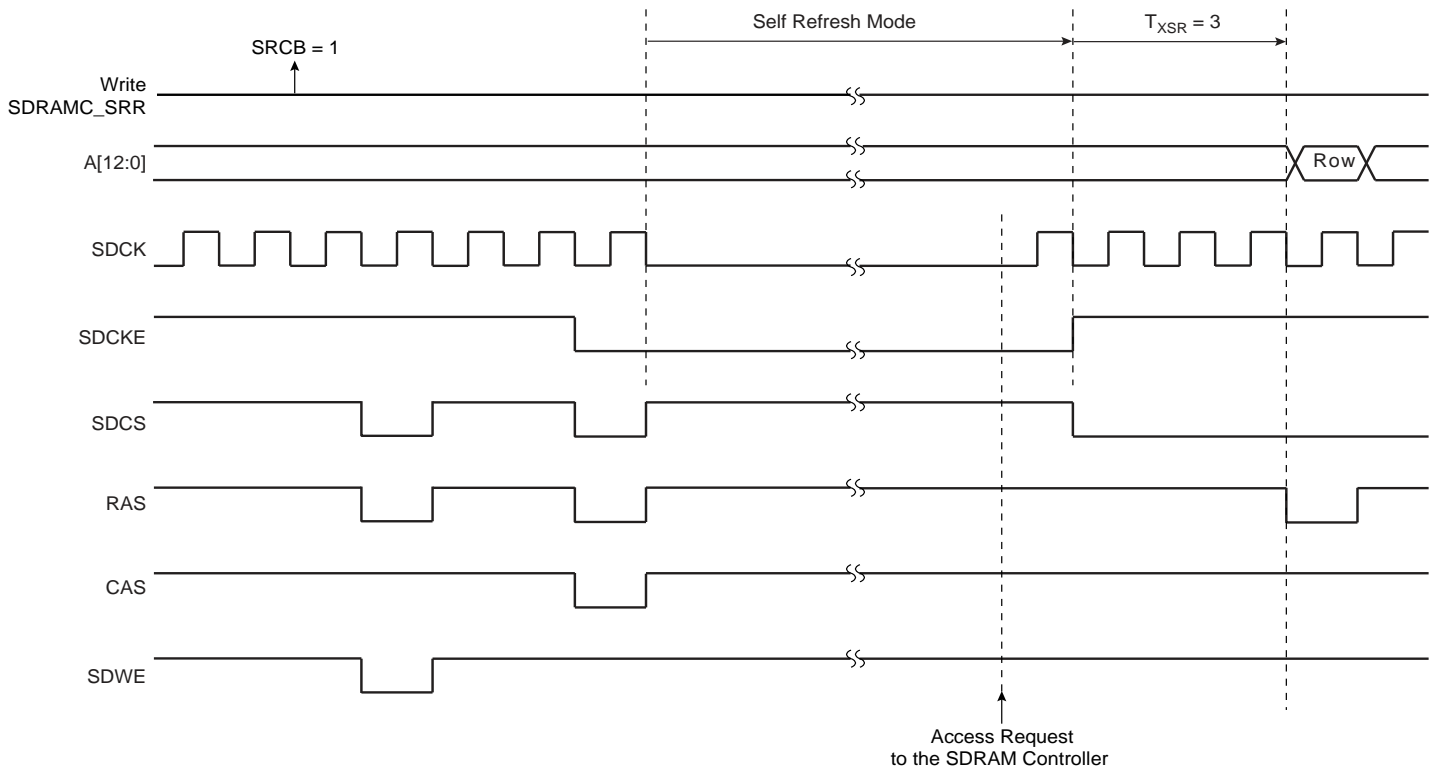 Self Refresh Mode
TXSR = 3
SRCB = 1
Write
SDRAMC_SRR
A[12:0]
Row
SDCK
SDCKE
SDCS
RAS
CAS
SDWE
Access Request
to the SDRAM Controller